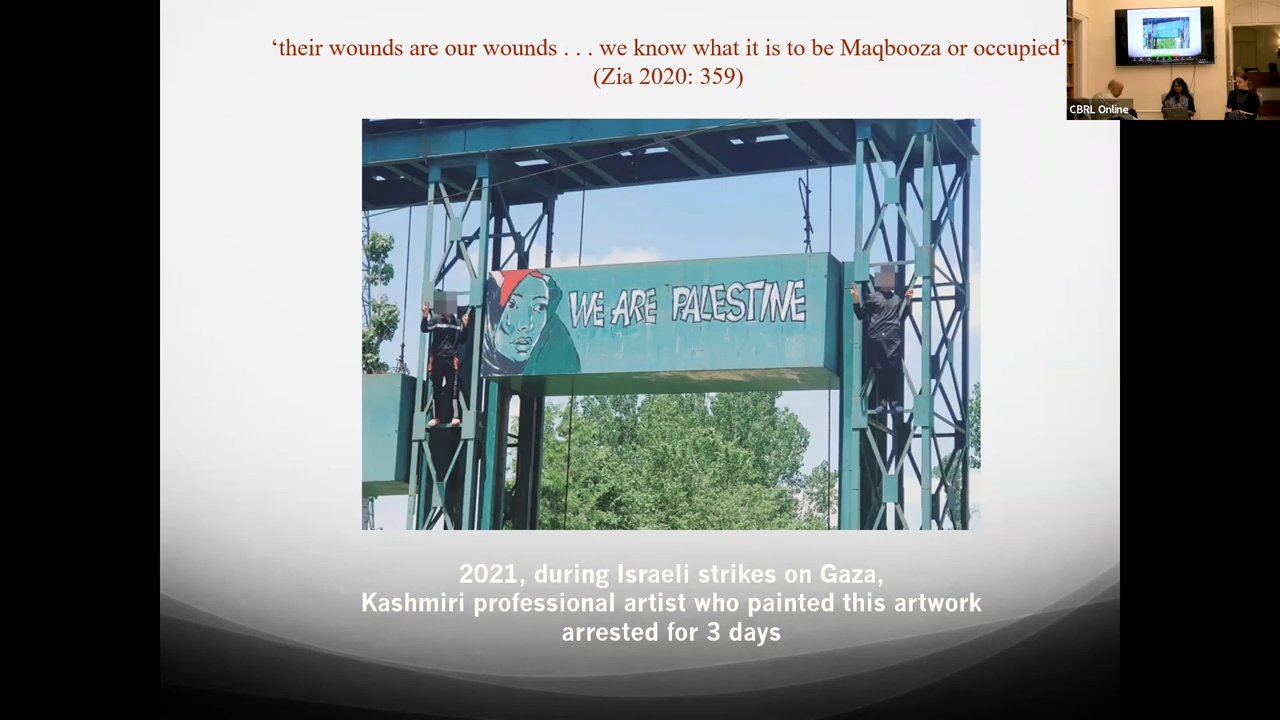 ‘their wounds are our wounds . . . we know what it is to be Maqbooza or occupied’
(Zia 2020: 359)
CBRL Online
WE ARE PALESTINE
2021, during Israeli strikes on Gaza,
Kashmiri professional artist who painted this artwork
arrested for 3 days